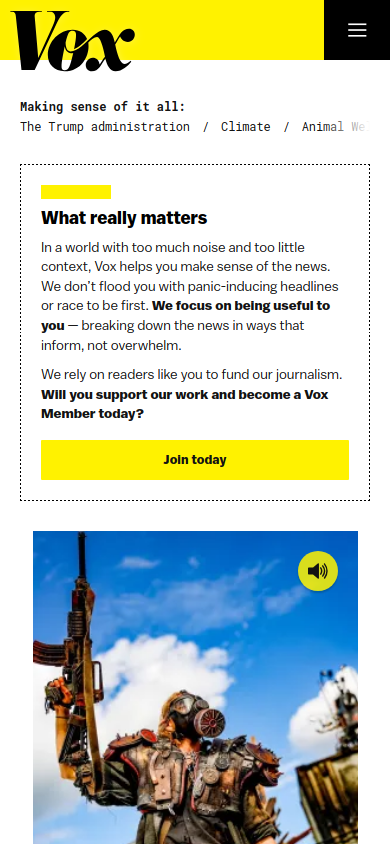 Vox
Making sense of it all:
The Trump administration / Climate / Animal We
What really matters
In a world with too much noise and too little
context, Vox helps you make sense of the news.
We don't flood you with panic-inducing headlines
or race to be first. We focus on being useful to
you — breaking down the news in ways that
inform, not overwhelm.
We rely on readers like you to fund our journalism.
Will you support our work and become a Vox
Member today?
Join today